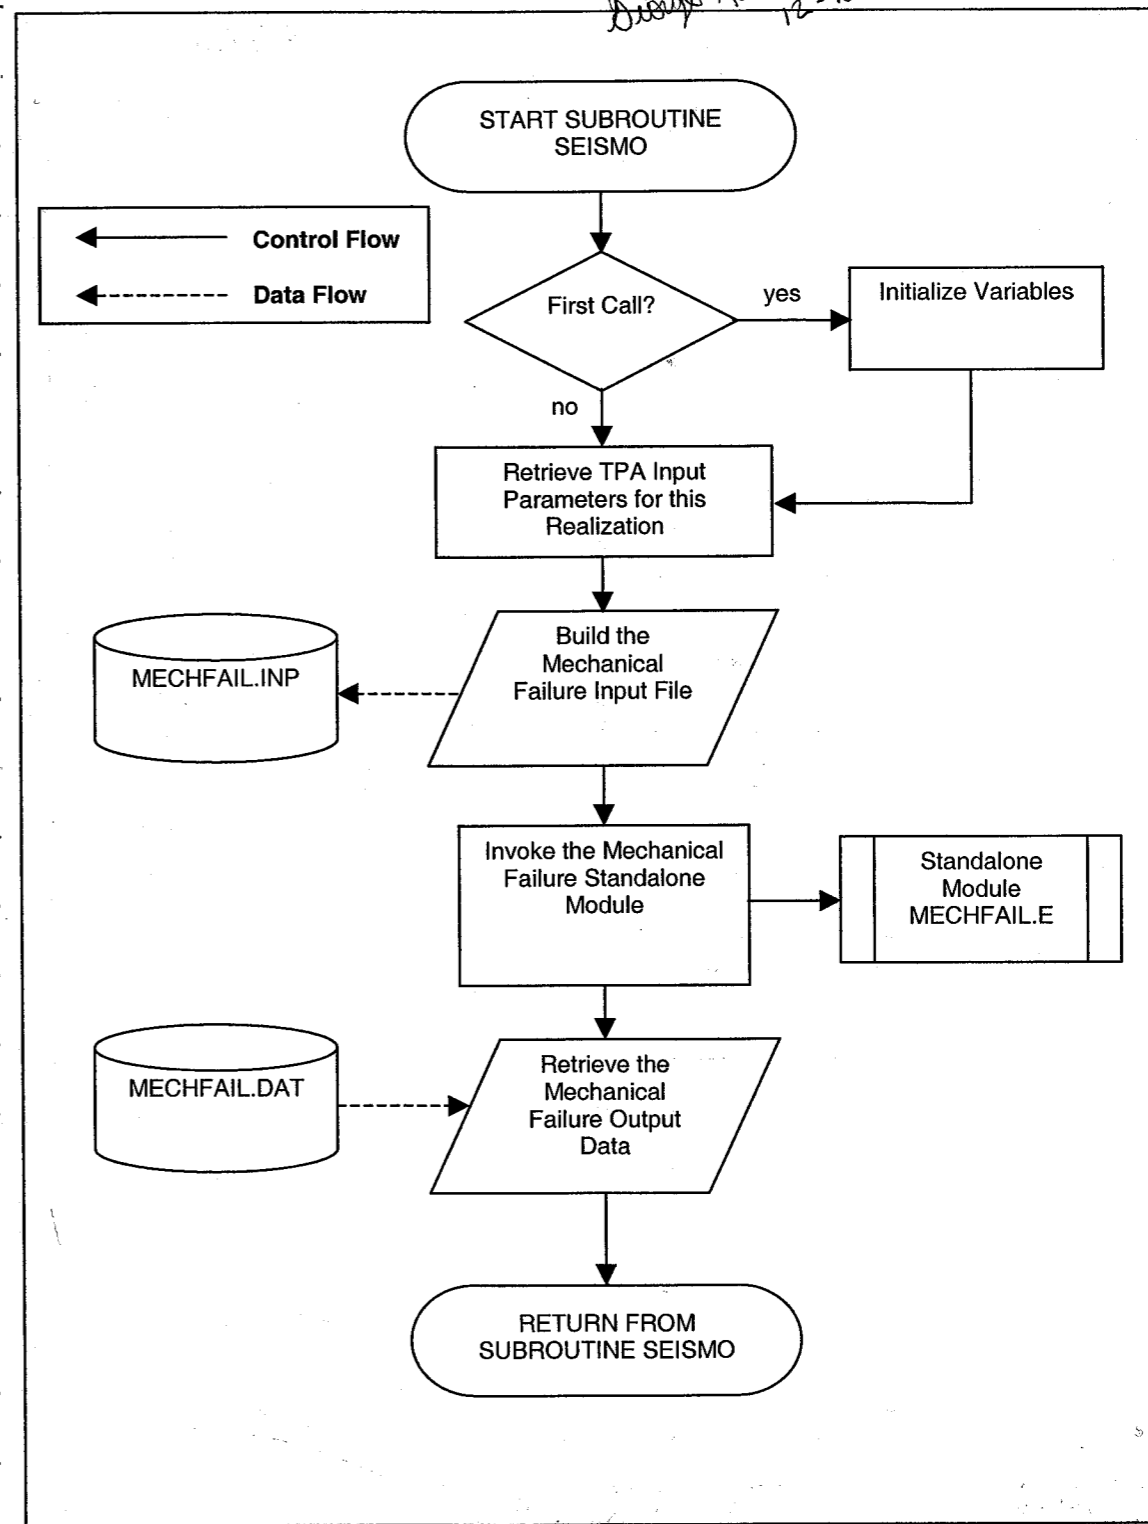 START SUBROUTINE
SEISMO
Control Flow
Data Flow
First Call?
yes
Initialize Variables
no
Retrieve TPA Input
Parameters for this
Realization
Build the
Mechanical
Failure Input File
MECHFAIL.INP
Invoke the Mechanical
Failure Standalone
Module
Standalone
Module
MECHFAIL.E
Retrieve the
Mechanical
Failure Output
Data
MECHFAIL.DAT
RETURN FROM
SUBROUTINE SEISMO